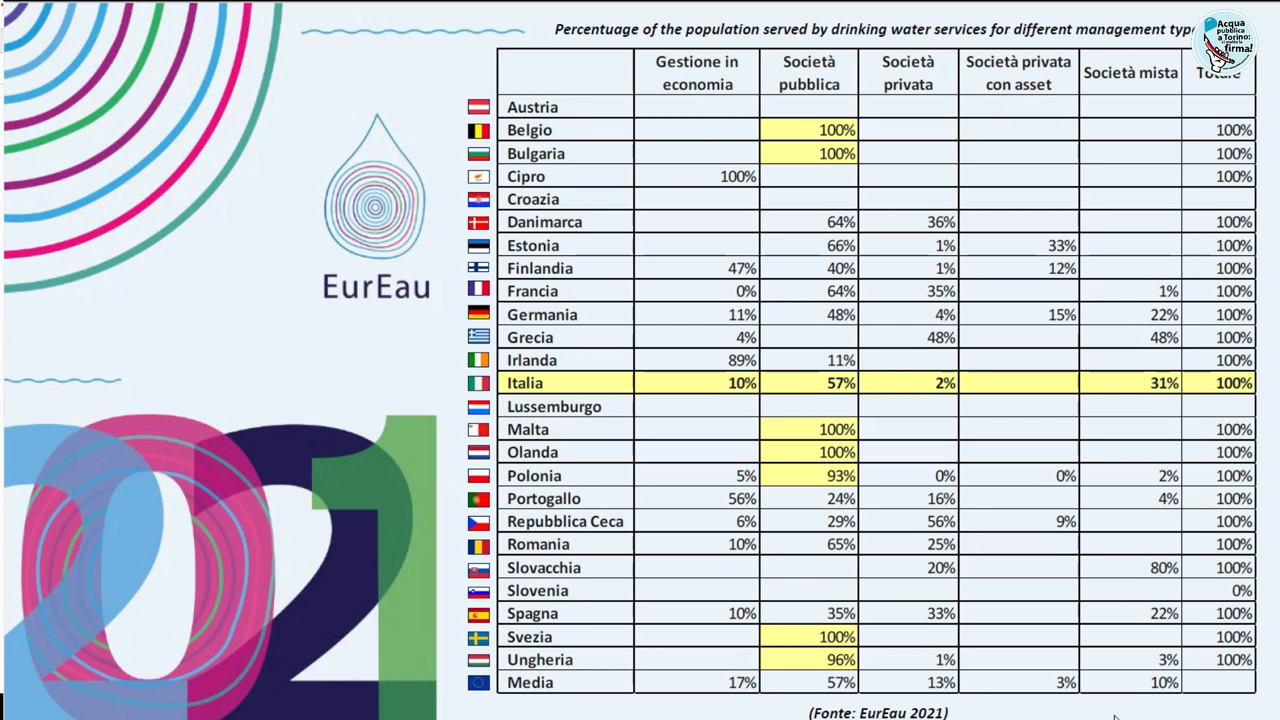 Percentuage of the population served by drinking water services for different management type
Acqua
pubblica
a Torino:
firma!
Gestione in economia Società pubblica Società privata Società privata con asset Società mista Totale
Austria
Belgio 100% 100%
Bulgaria 100% 100%
Cipro 100% 100%
Croazia
Danimarca 64% 36% 100%
Estonia 66% 1% 33% 100%
Finlandia 47% 40% 1% 12% 100%
Francia 0% 64% 35% 1% 100%
Germania 11% 48% 4% 15% 22% 100%
Grecia 4% 48% 48% 100%
Irlanda 89% 11% 100%
Italia 10% 57% 2% 31% 100%
Lussemburgo
Malta 100% 100%
Olanda 100% 100%
Polonia 5% 93% 0% 0% 2% 100%
Portogallo 56% 24% 16% 4% 100%
Repubblica Ceca 6% 29% 56% 9% 100%
Romania 10% 65% 25% 100%
Slovacchia 20% 80% 100%
Slovenia 0%
Spagna 10% 35% 33% 22% 100%
Svezia 100% 100%
Ungheria 96% 1% 3% 100%
Media 17% 57% 13% 3% 10%
(Fonte: EurEau 2021)
EurEau
2021